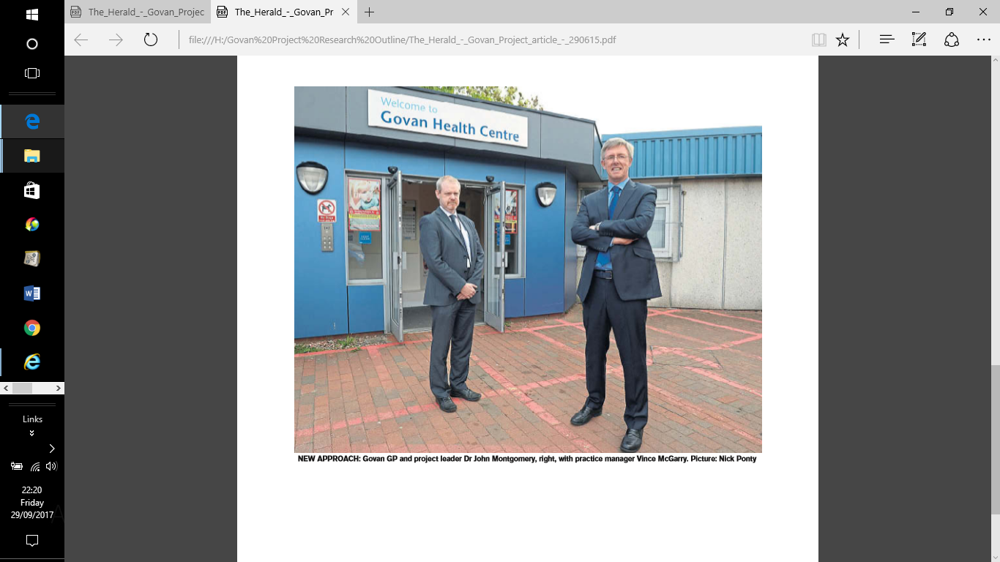 The_Herald_-_Govan_Projec
The_Herald_-_Govan_Pr
file:///H:/Govan%20Project%20Research%20Outline/The_Herald_-_Govan_Project_article_-_290615.pdf
Welcome to
Govan Health Centre
NEW APPROACH: Govan GP and project leader Dr John Montgomery, right, with practice manager Vince McGarry. Picture: Nick Ponty
Links
22:20
Friday
29/09/2017